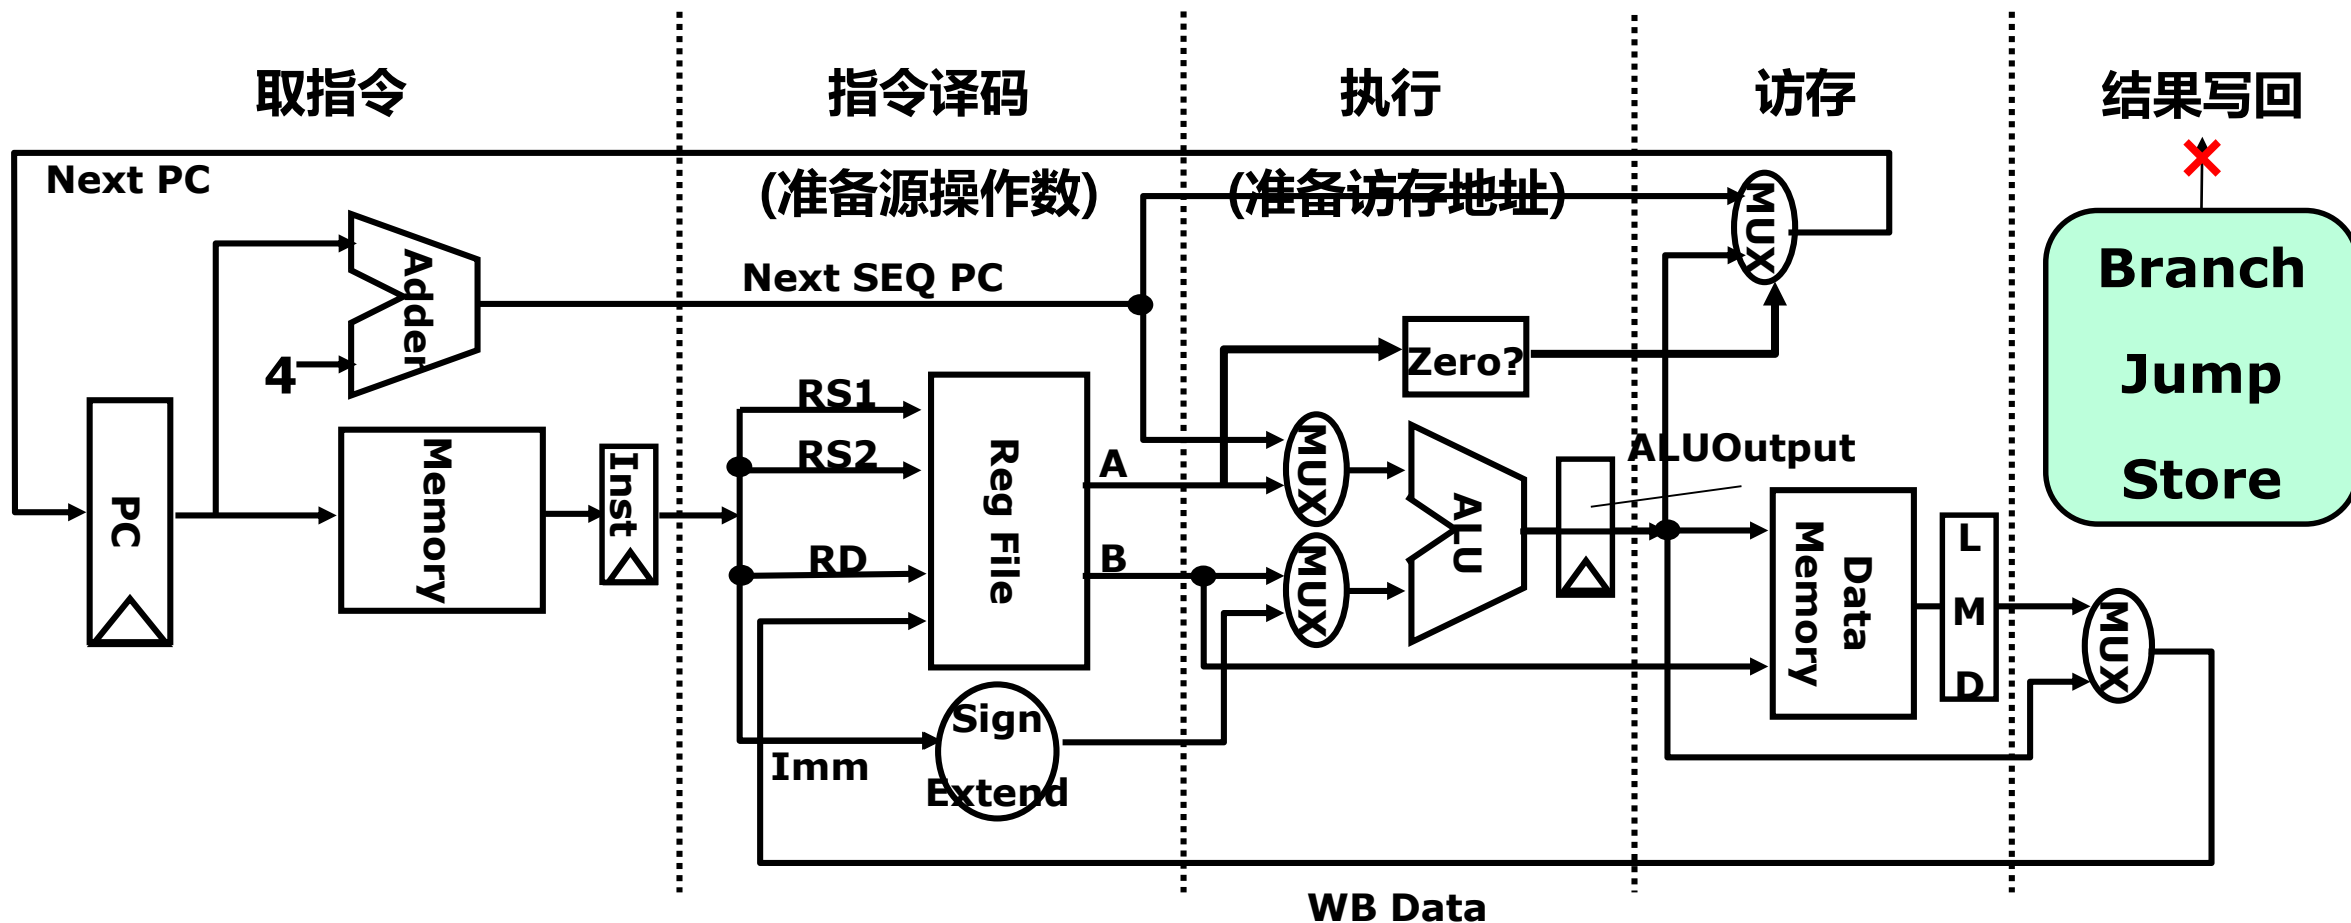 取指令
指令译码
执行
访存
结果写回
Next PC
(准备源操作数)
(准备访存地址)
MUX
Branch
Jump
Store
Adder
Next SEQ PC
4
Zero?
RS1
RS2
RD
PC
Memory
Inst
Reg File
A
B
MUX
MUX
ALU
ALUOutput
Data
Memory
L
M
D
MUX
Sign
Extend
Imm
WB Data